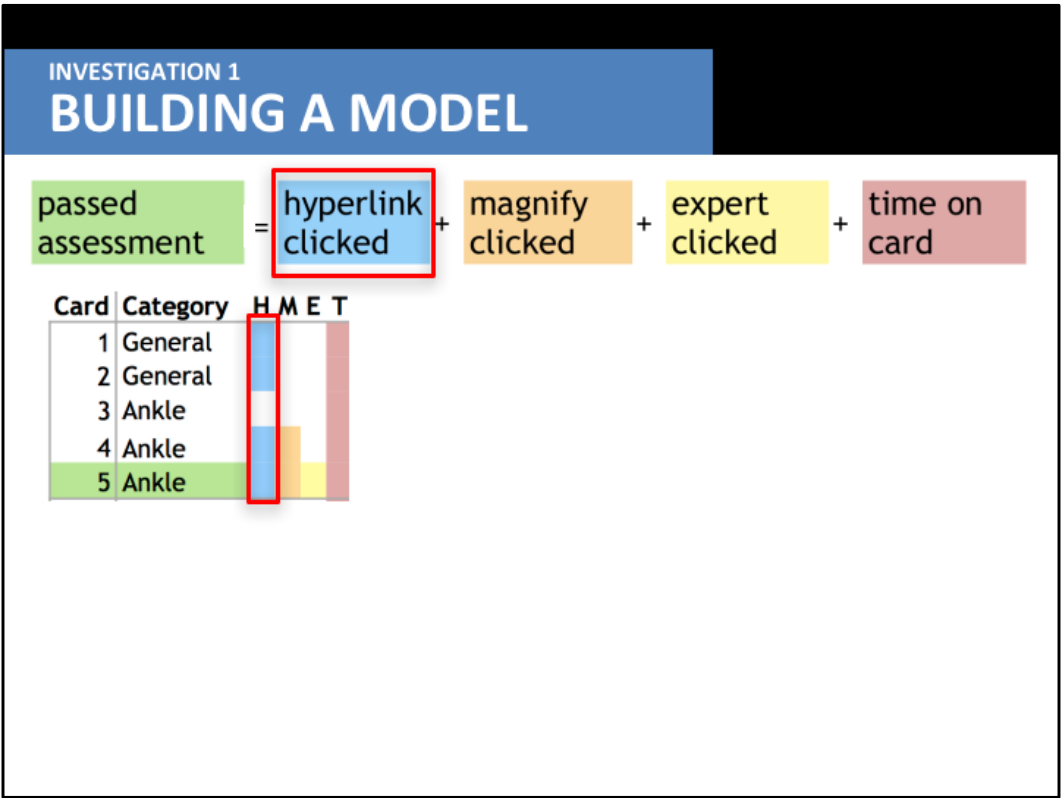 INVESTIGATION 1
BUILDING A MODEL
passed assessment = hyperlink clicked + magnify clicked + expert clicked + time on card
Card Category H M E T
1 General
2 General
3 Ankle
4 Ankle
5 Ankle